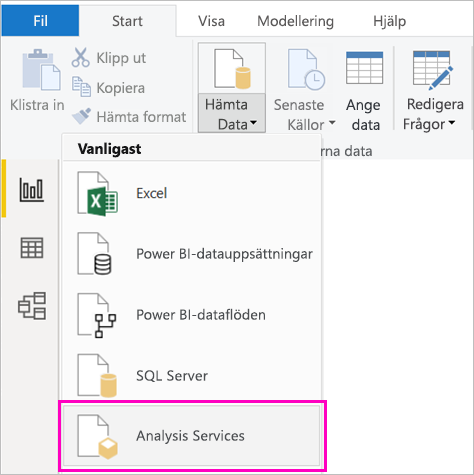 Fil Start Visa Modellering Hjälp
Klistra in
Klipp ut
Kopiera
Hämta format
Hämta
Data
Senaste
Källor
Ange
data
Redigera
Frågor
rna data
Vanligast
Excel
Power BI-datauppsättningar
Power BI-dataflöden
SQL Server
Analysis Services